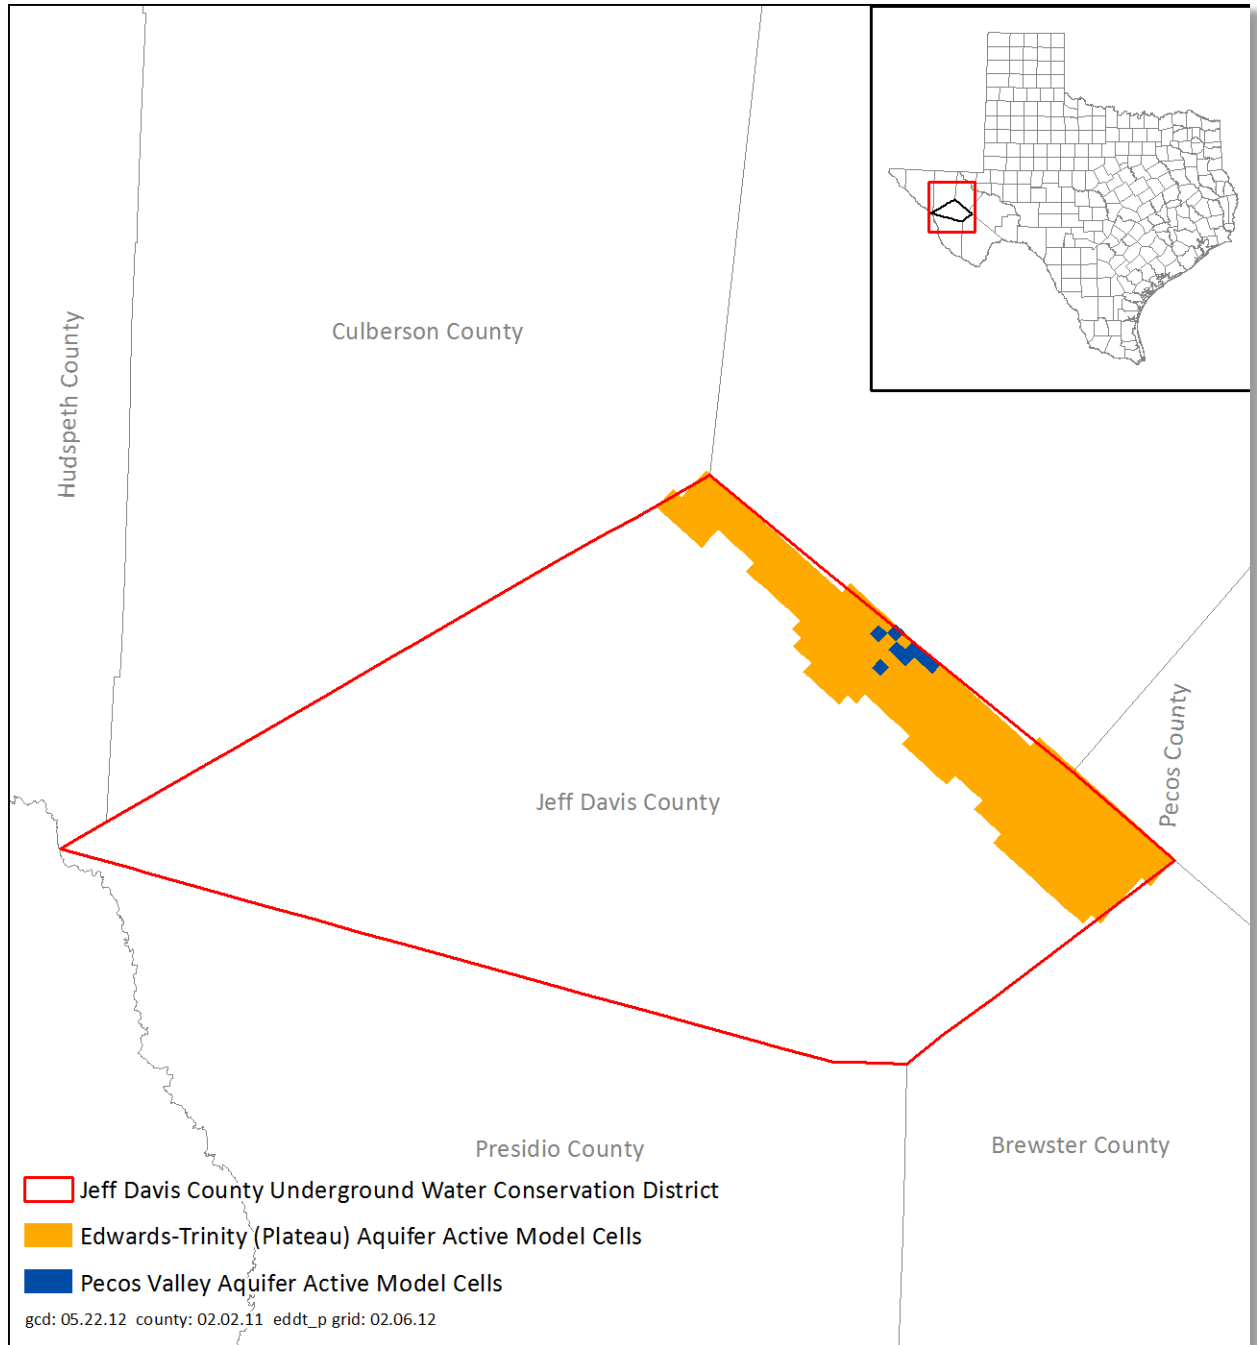 Culberson County
Hudspeth County
Pecos County
Jeff Davis County
Presidio County
Brewster County
Jeff Davis County Underground Water Conservation District
Edwards-Trinity (Plateau) Aquifer Active Model Cells
Pecos Valley Aquifer Active Model Cells
gcd: 05.22.12 county: 02.02.11 eddt_p grid: 02.06.12